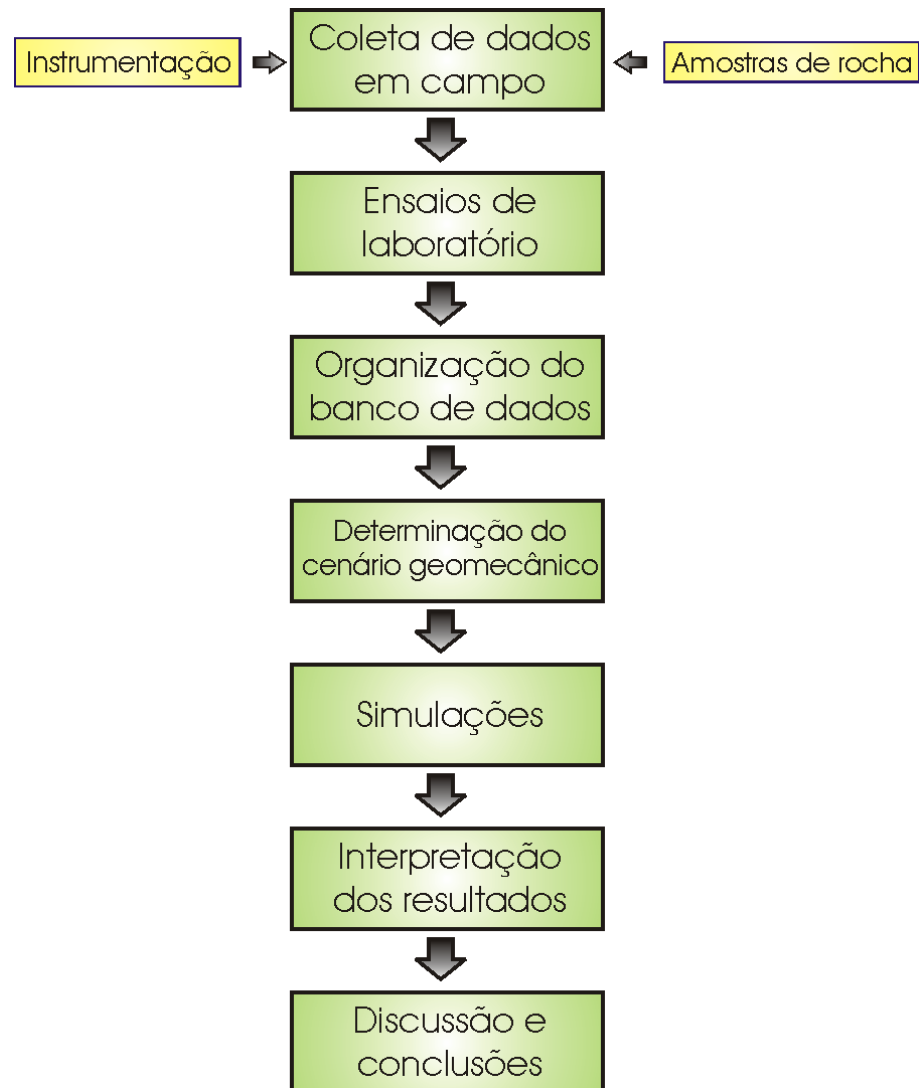 Coleta de dados
em campo
Instrumentação
Amostras de rocha
Ensaios de
laboratório
Organização do
banco de dados
Determinação do
cenário geomecânico
Simulações
Interpretação
dos resultados
Discussão e
conclusões